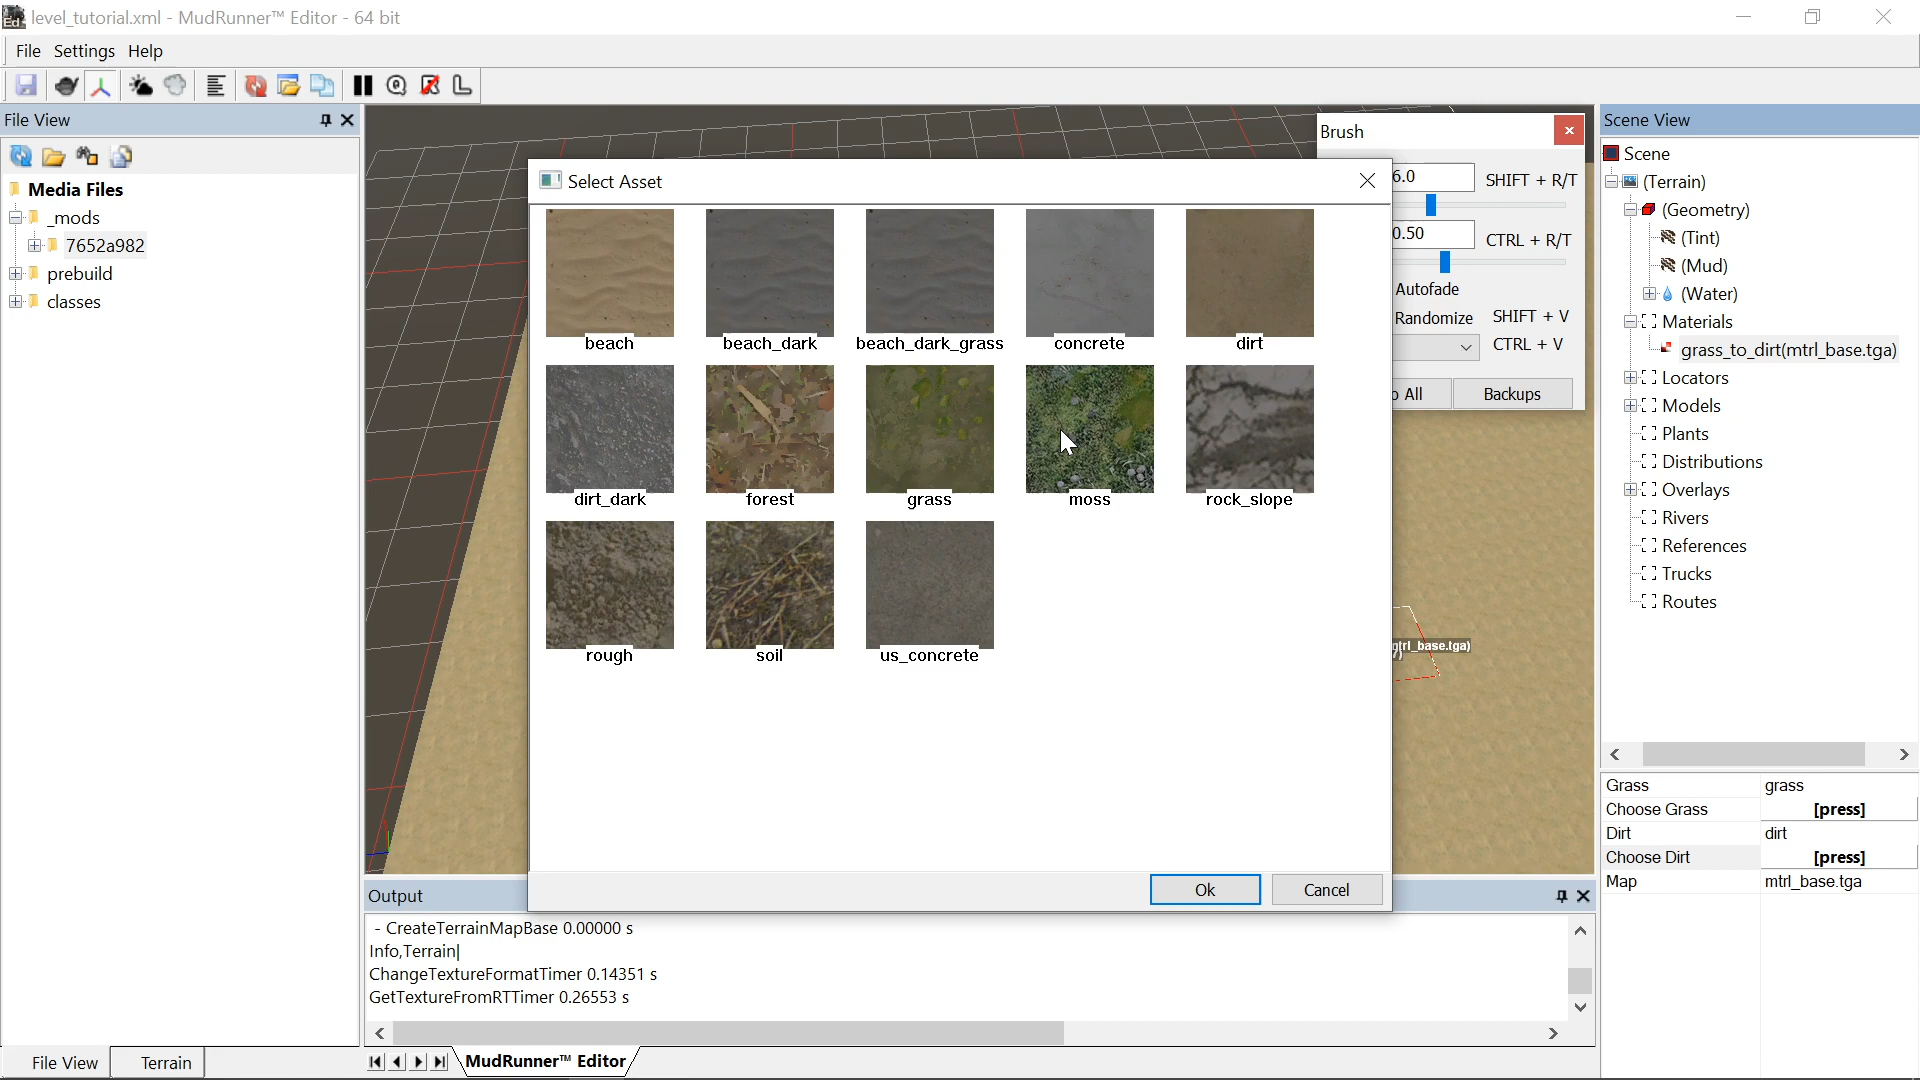 level_tutorial.xml - MudRunner™ Editor - 64 bit
File Settings Help
File View
Media Files
_mods
7652a982
prebuild
classes
File View Terrain
Brush
6.0 SHIFT + R/T
0.50 CTRL + R/T
Autofade
Randomize SHIFT + V
CTRL + V
o All Backups
Select Asset
beach beach_dark beach_dark_grass concrete dirt
dirt_dark forest grass moss rock_slope
rough soil us_concrete
Ok Cancel
trl_base.tga)
Output
- CreateTerrainMapBase 0.00000 s
Info,Terrain|
ChangeTextureFormatTimer 0.14351 s
GetTextureFromRTTimer 0.26553 s
MudRunner™ Editor
Scene View
Scene
(Terrain)
(Geometry)
(Tint)
(Mud)
(Water)
Materials
grass_to_dirt(mtrl_base.tga)
Locators
Models
Plants
Distributions
Overlays
Rivers
References
Trucks
Routes
Grass grass
Choose Grass [press]
Dirt dirt
Choose Dirt [press]
Map mtrl_base.tga